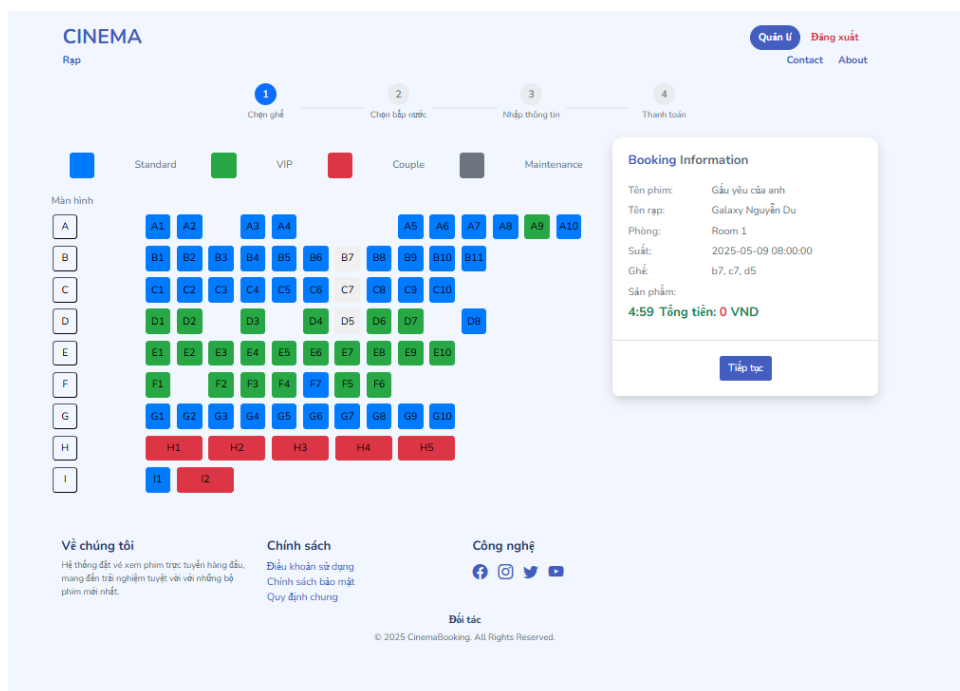 CINEMA
Quản lí Đăng xuất
Rạp
Contact About
1 2 3 4
Chọn ghế Chọn bắp nước Nhập thông tin Thanh toán
Standard VIP Couple Maintenance
Màn hình
A A1 A2 A3 A4 A5 A6 A7 A8 A9 A10
B B1 B2 B3 B4 B5 B6 B7 B8 B9 B10 B11
C C1 C2 C3 C4 C5 C6 C7 C8 C9 C10
D D1 D2 D3 D4 D5 D6 D7 D8
E E1 E2 E3 E4 E5 E6 E7 E8 E9 E10
F F1 F2 F3 F4 F7 F5 F6
G G1 G2 G3 G4 G5 G6 G7 G8 G9 G10
H H1 H2 H3 H4 H5
I I1 I2
Booking Information
Tên phim: Gấu yêu của anh
Tên rạp: Galaxy Nguyễn Du
Phòng: Room 1
Suất: 2025-05-09 08:00:00
Ghế: b7, c7, d5
Sản phẩm:
4:59 Tổng tiền: 0 VND
Tiếp tục
Về chúng tôi
Hệ thống đặt vé xem phim trực tuyến hàng đầu,
mang đến trải nghiệm tuyệt vời với những bộ
phim mới nhất.
Chính sách
Điều khoản sử dụng
Chính sách bảo mật
Quy định chung
Công nghệ
Đối tác
© 2025 CinemaBooking. All Rights Reserved.